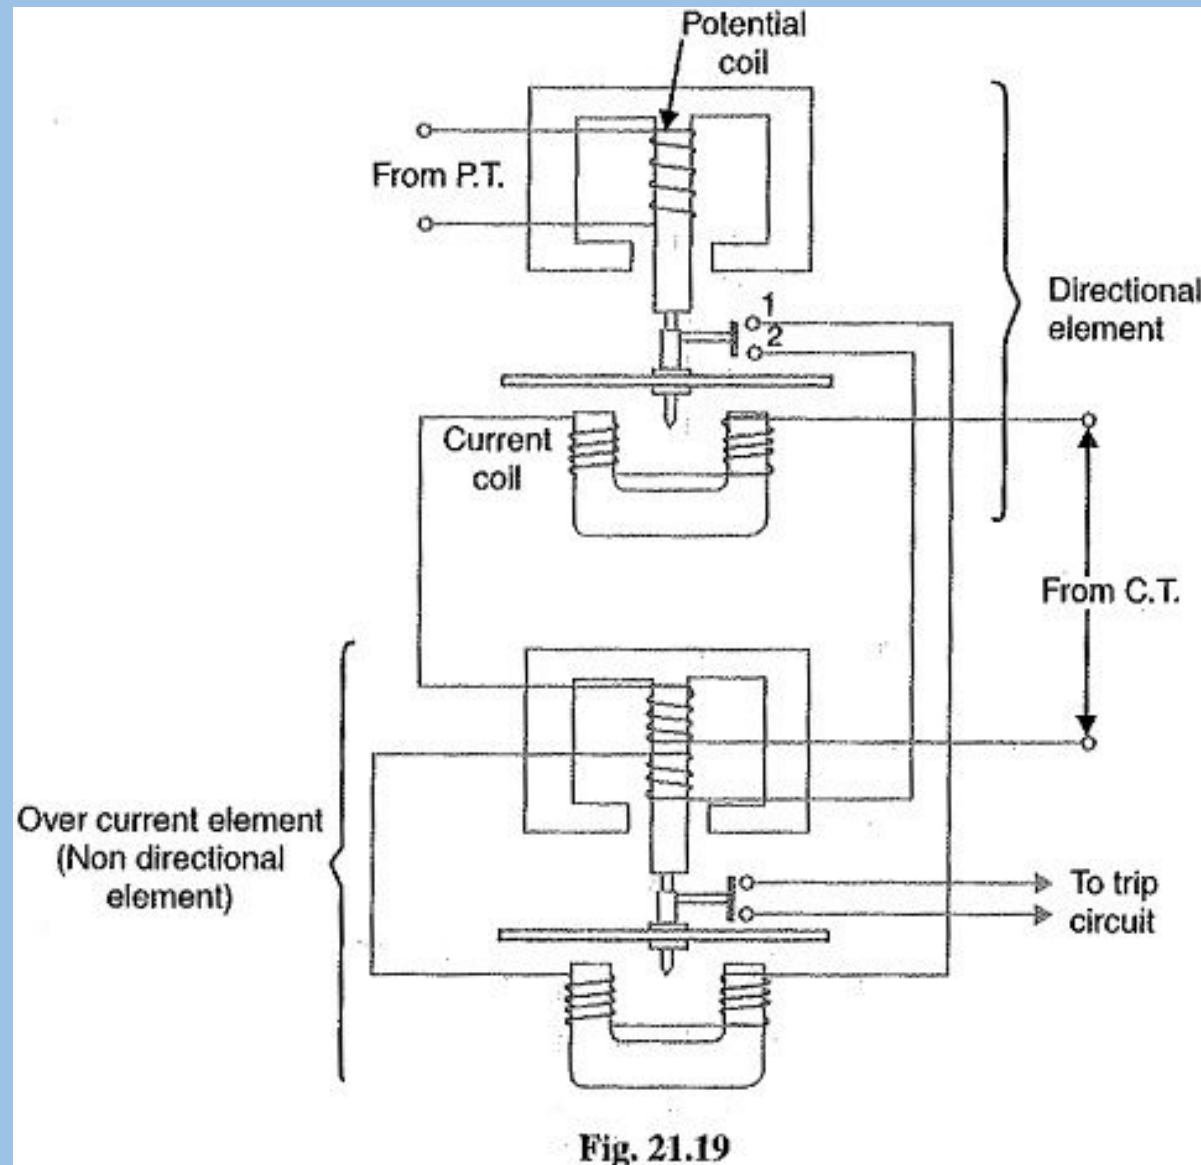 Potential
coil
From P.T.
1
2
Directional
element
Current
coil
From C.T.
Over current element
(Non directional
element)
To trip
circuit
Fig. 21.19